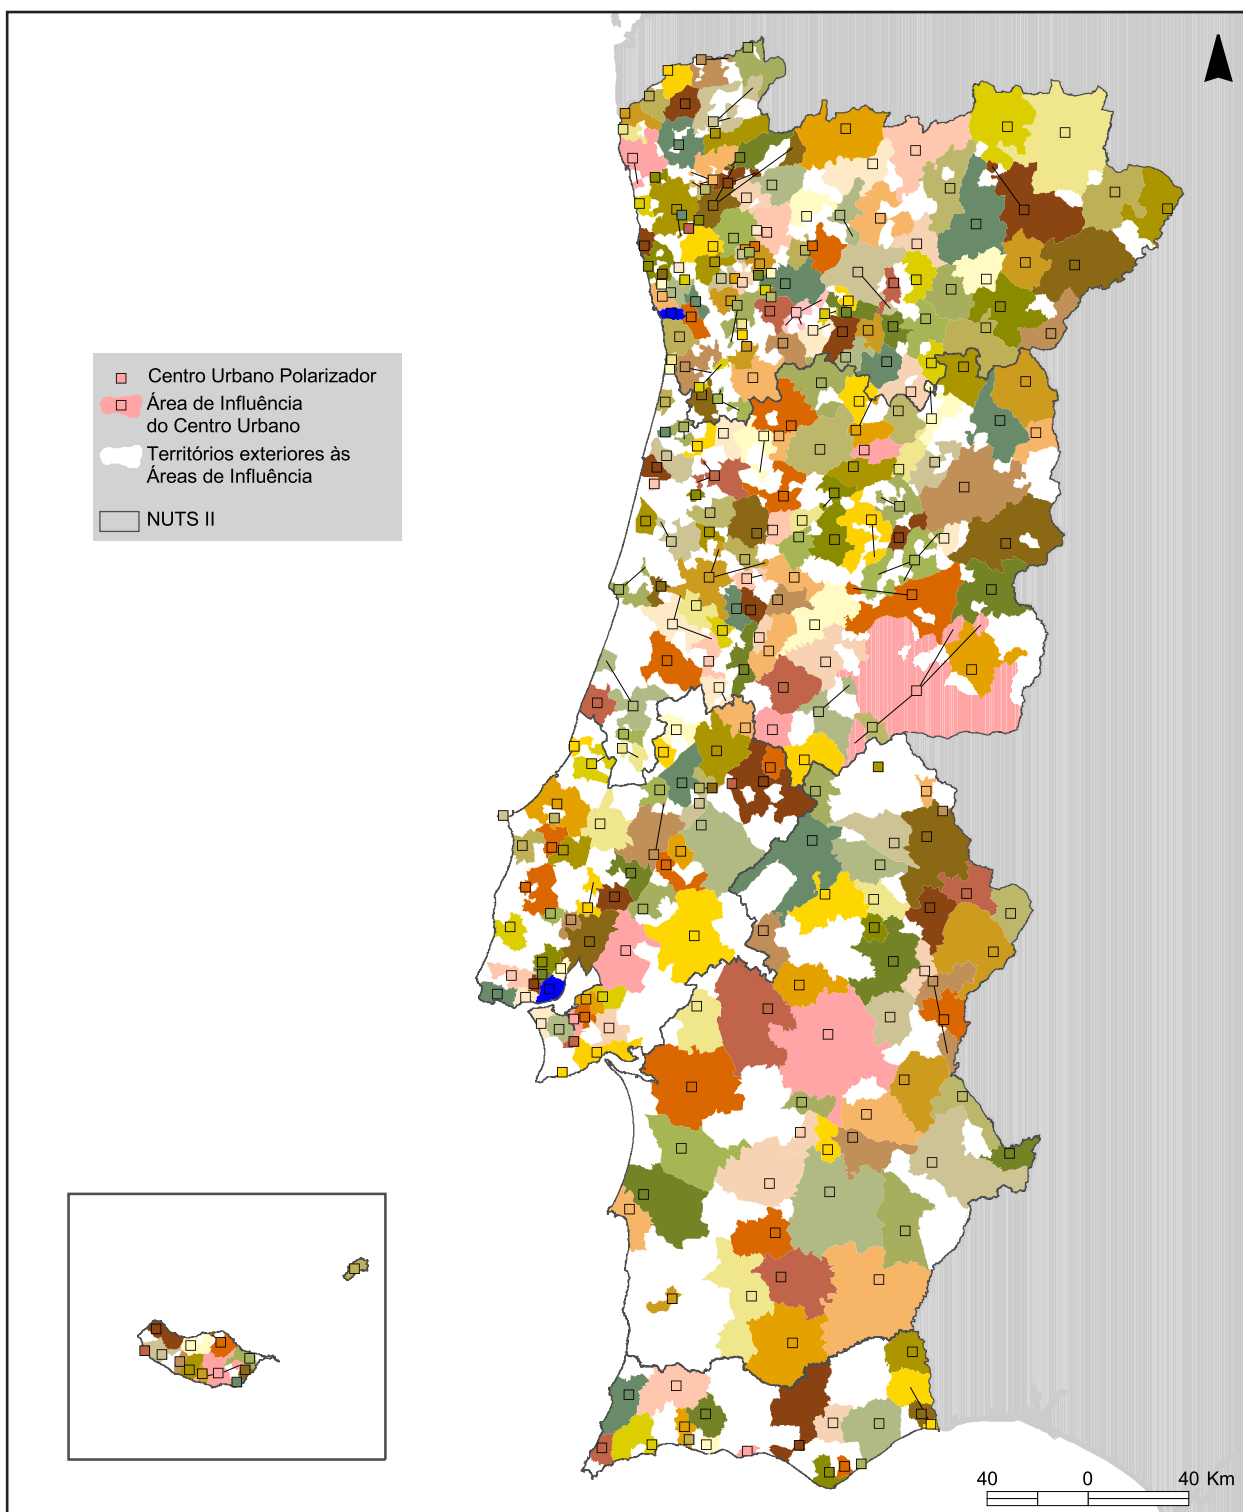 Centro Urbano Polarizador
Área de Influência
do Centro Urbano
Territórios exteriores às
Áreas de Influência
NUTS II
40 0 40 Km